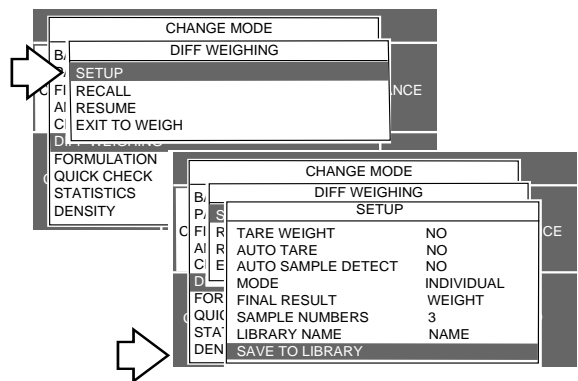 CHANGE MODE
DIFF WEIGHING
SETUP
RECALL
RESUME
EXIT TO WEIGH
FORMULATION
QUICK CHECK
STATISTICS
DENSITY
CHANGE MODE
DIFF WEIGHING
SETUP
TARE WEIGHT NO
AUTO TARE NO
AUTO SAMPLE DETECT NO
MODE INDIVIDUAL
FINAL RESULT WEIGHT
SAMPLE NUMBERS 3
LIBRARY NAME NAME
SAVE TO LIBRARY